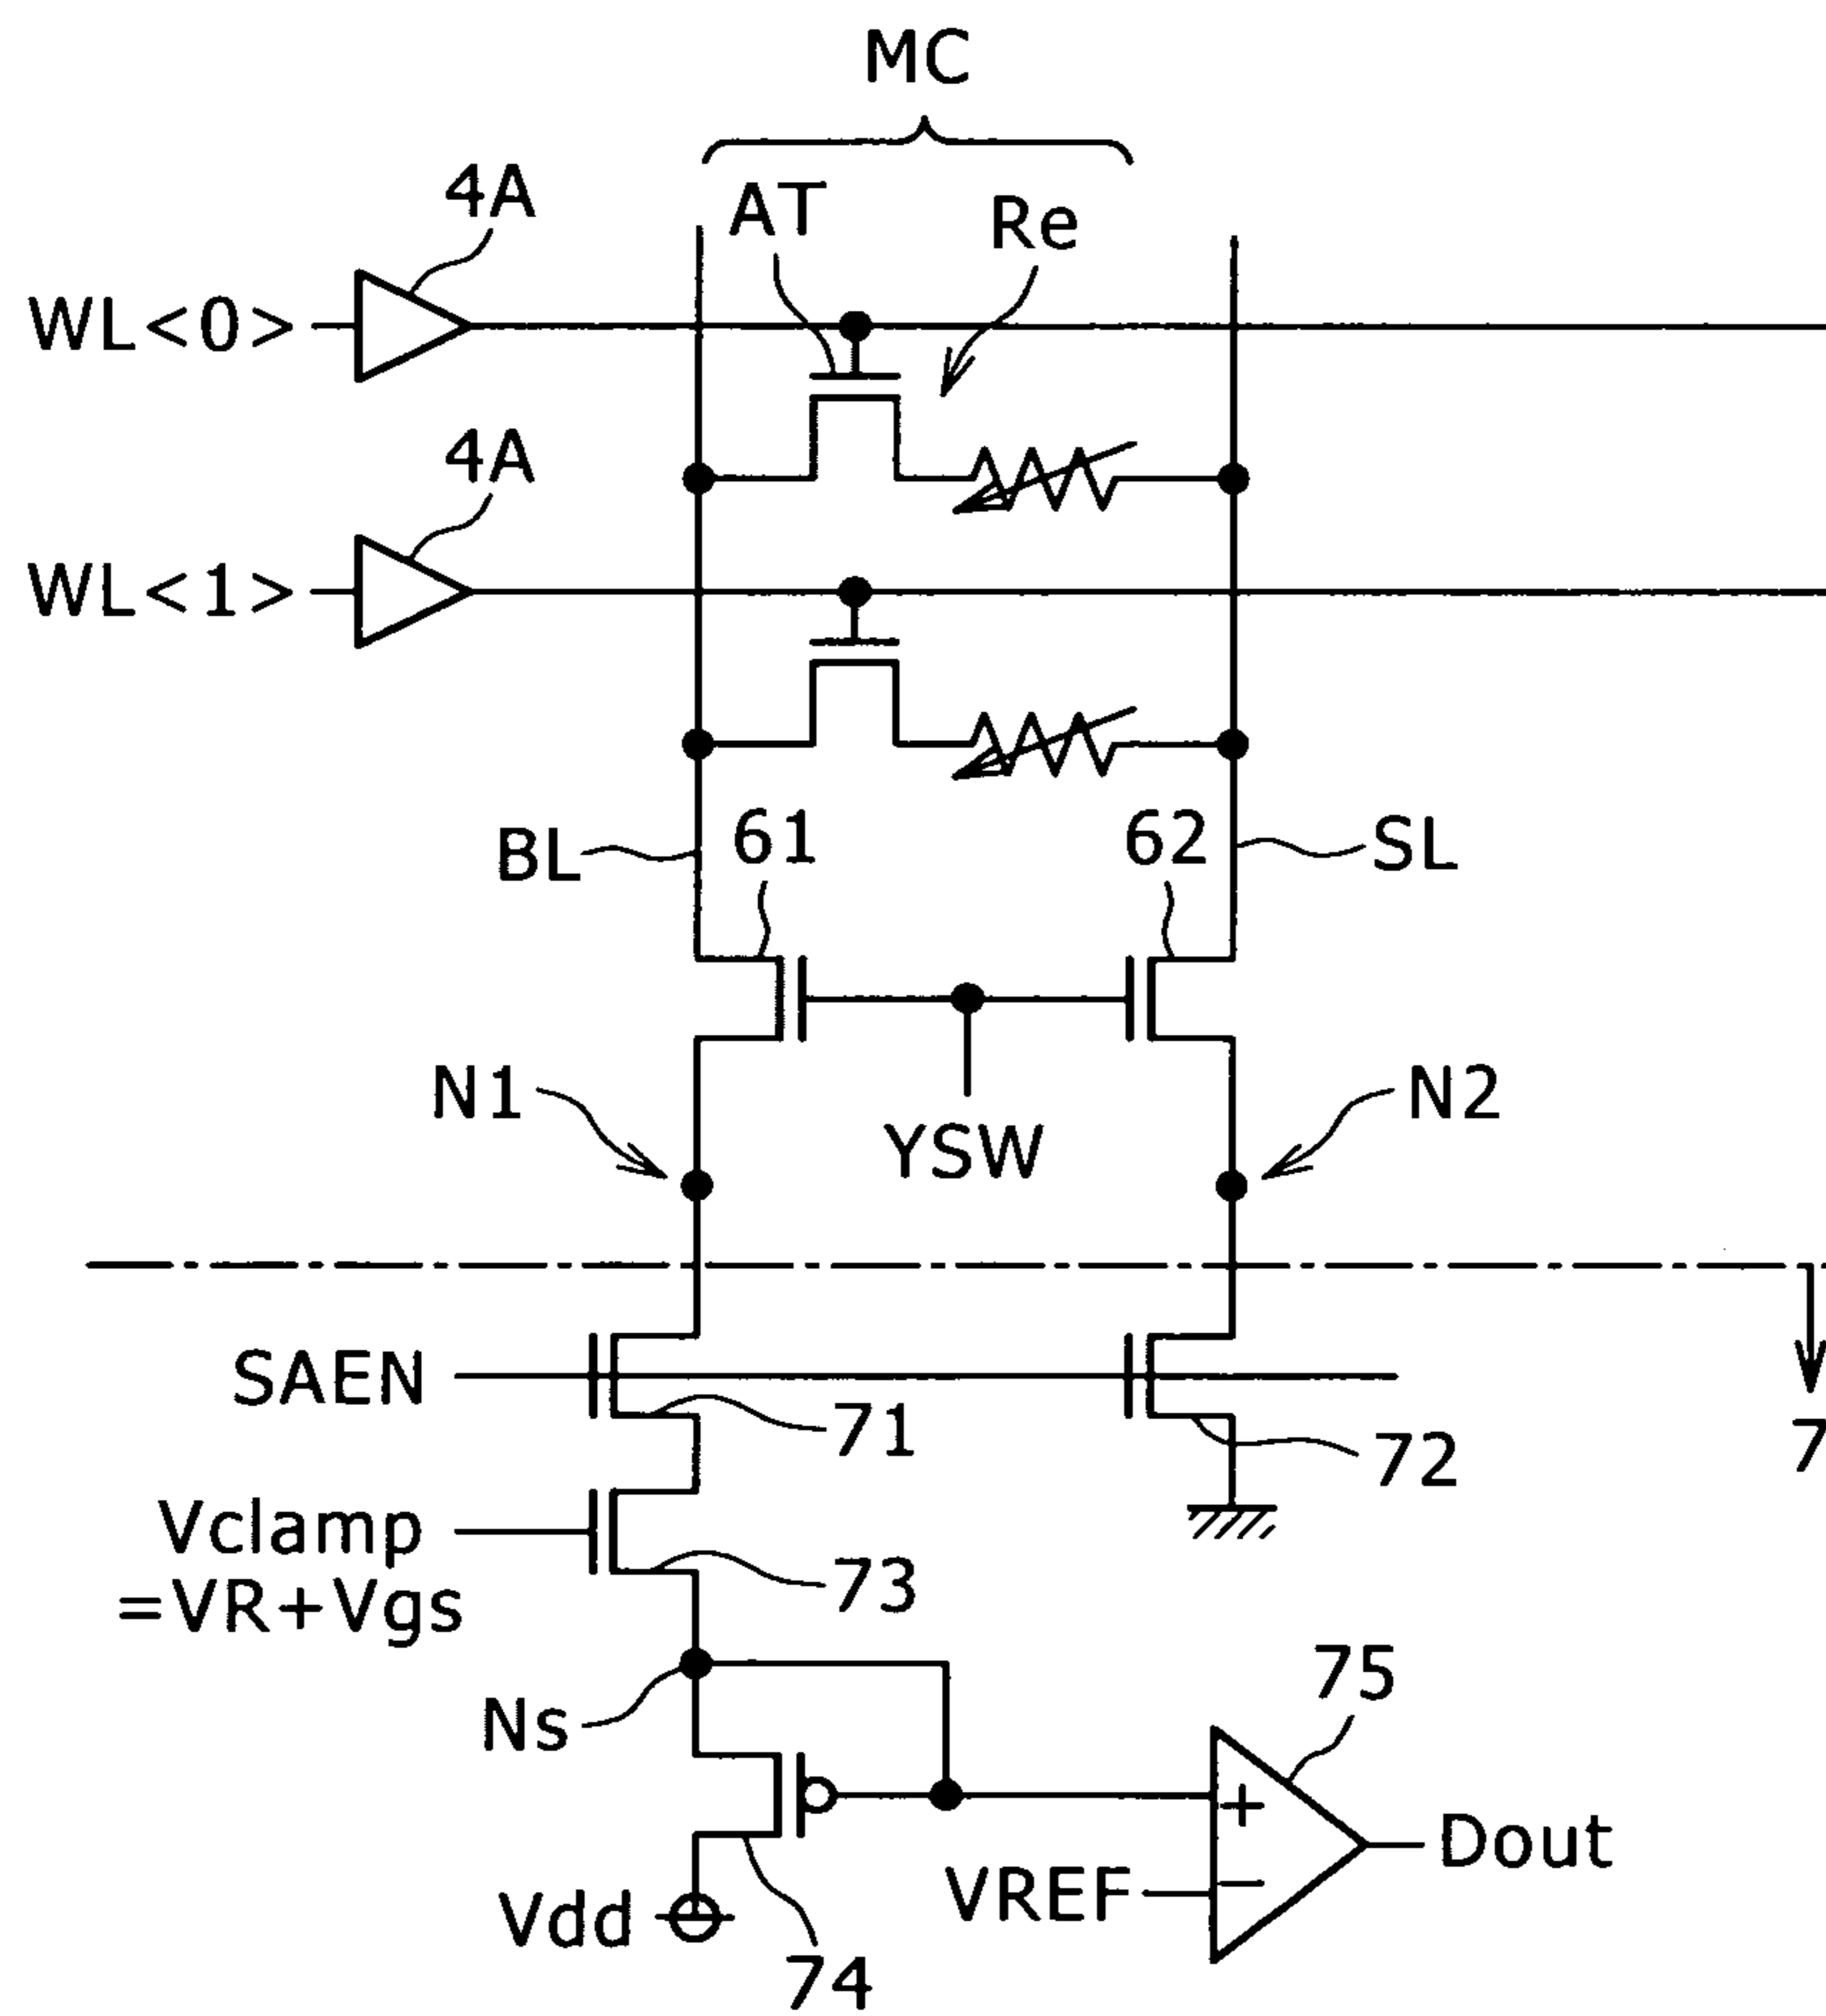 MC
4A
AT
Re
WL<0>
4A
WL<1>
BL
61
62
SL
N1
YSW
N2
SAEN
71
72
7
Vclamp
=VR+Vgs
73
Ns
75
+
Dout
VREF
−
Vdd
74